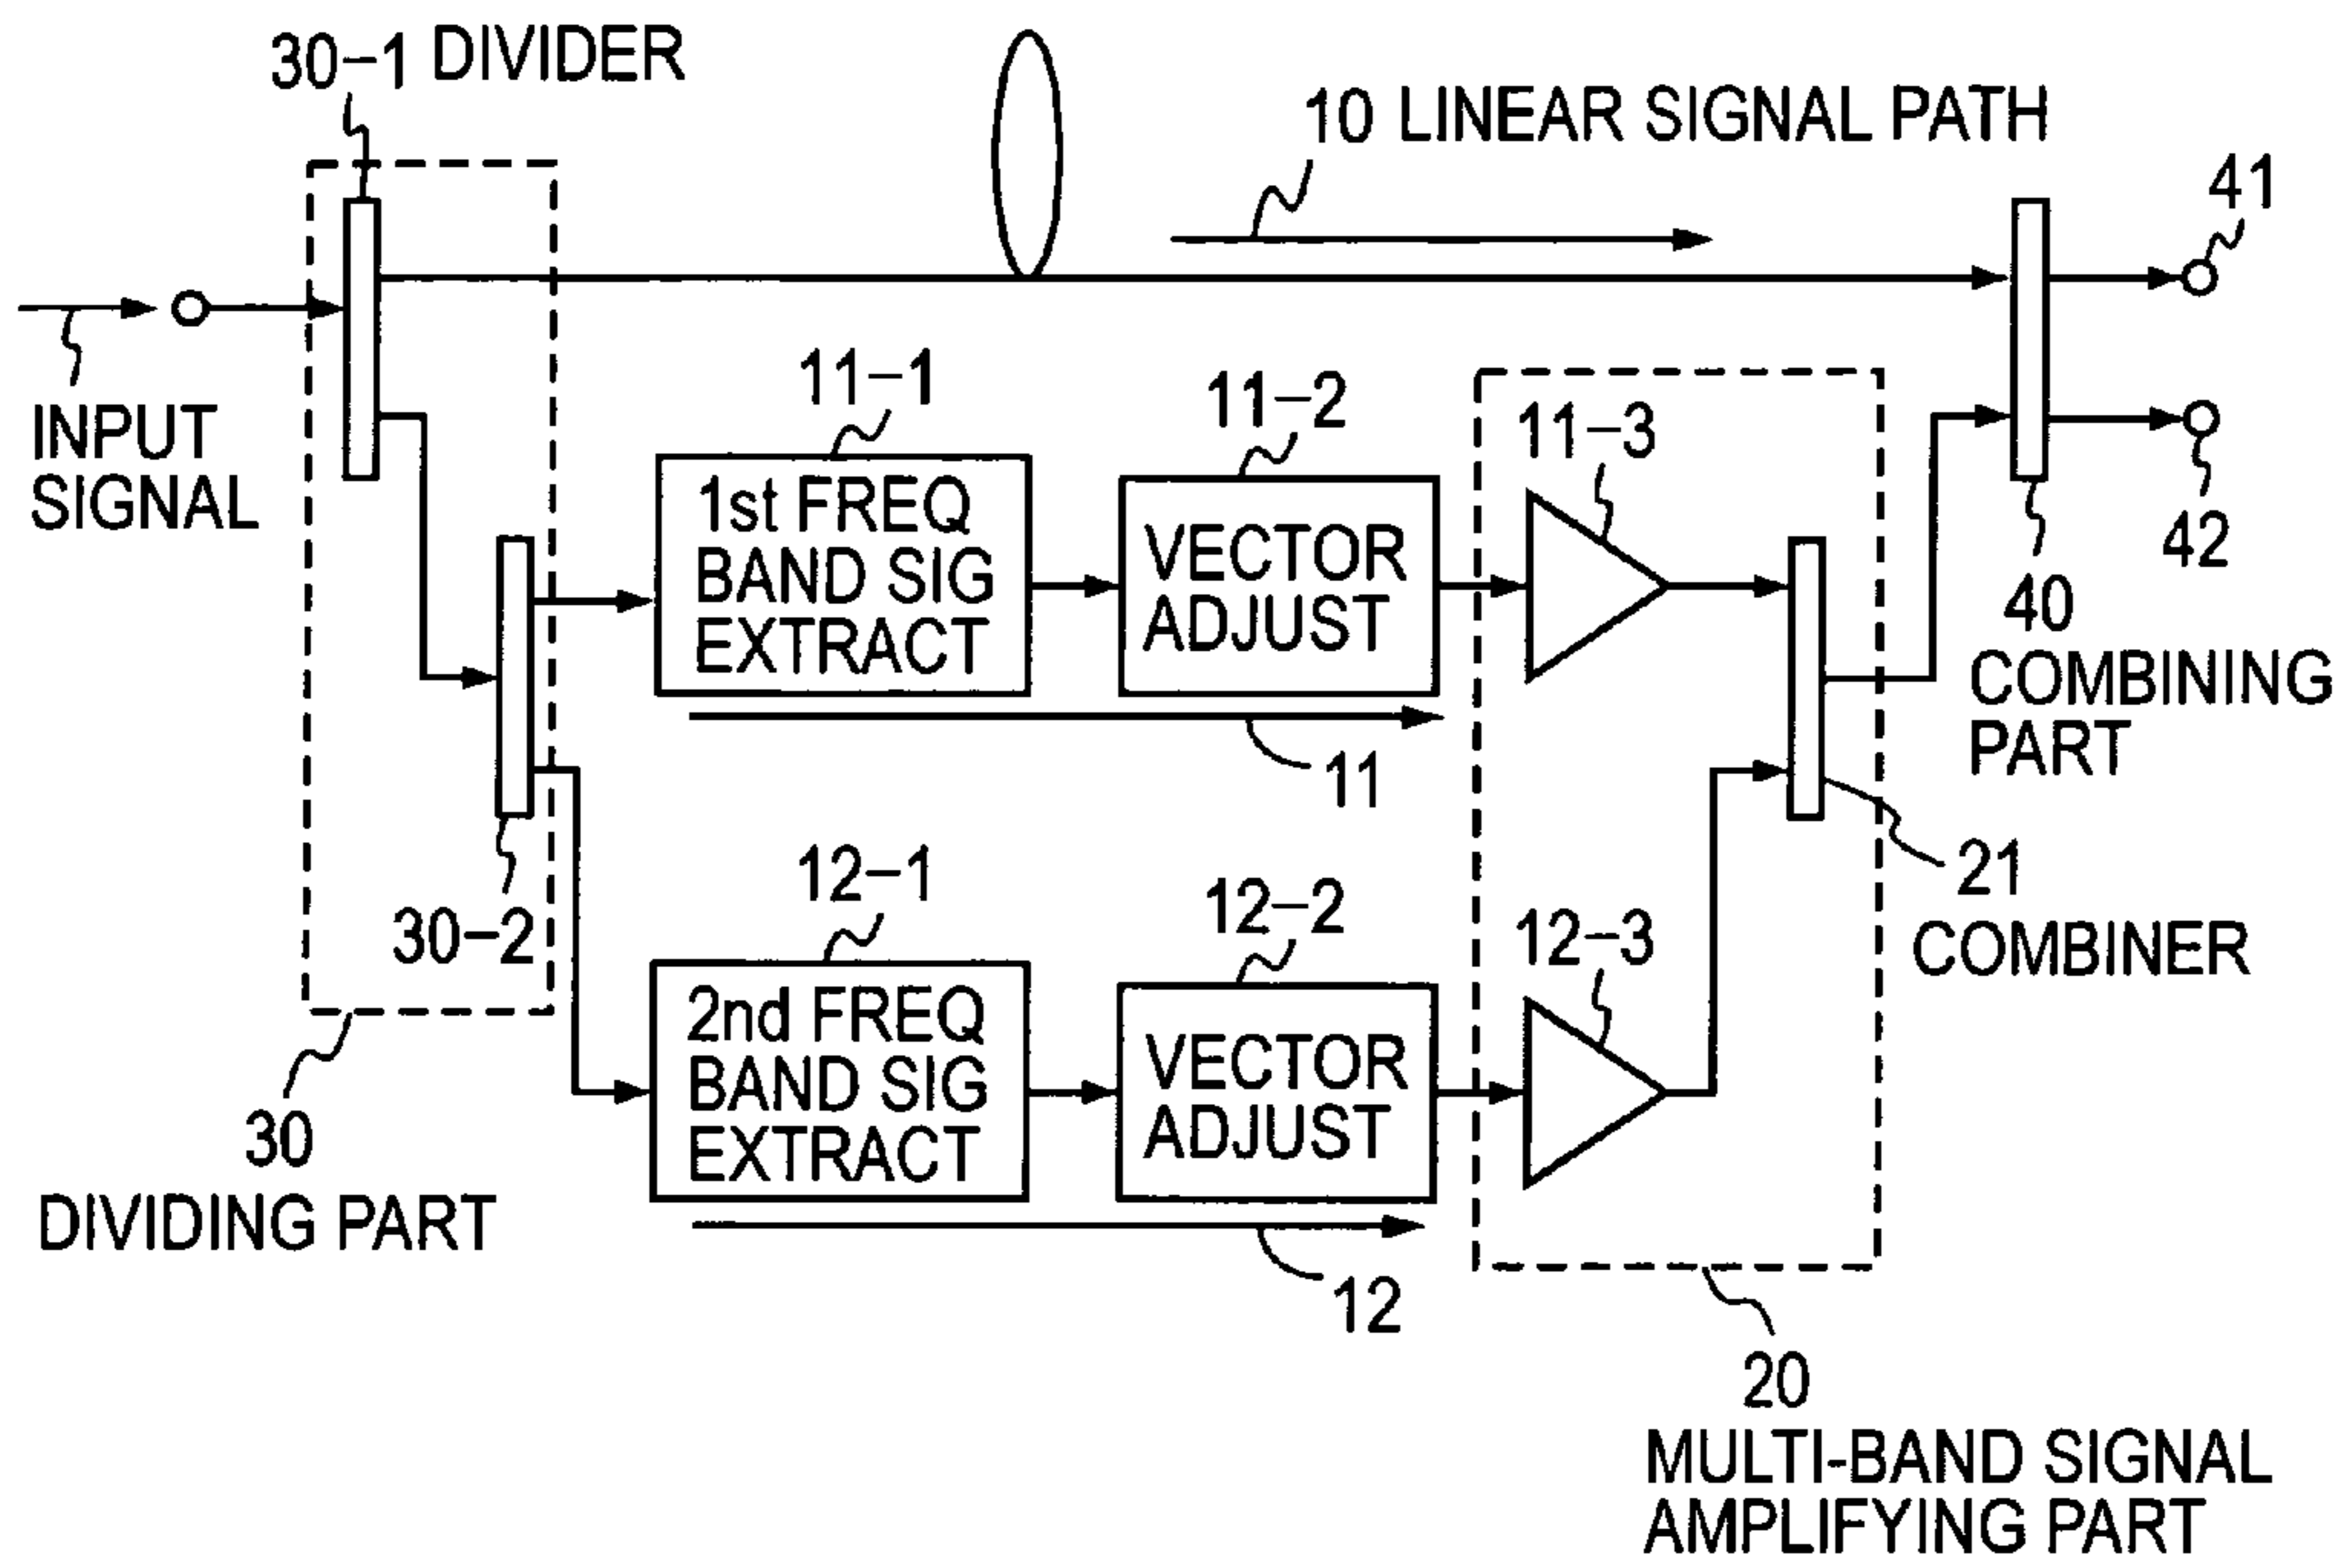 30-1 DIVIDER
10 LINEAR SIGNAL PATH
41
INPUT
SIGNAL
11-1
11-2
11-3
42
1st FREQ
BAND SIG
EXTRACT
VECTOR
ADJUST
40
COMBINING
PART
11
21
COMBINER
30-2
12-1
12-2
12-3
2nd FREQ
BAND SIG
EXTRACT
VECTOR
ADJUST
30
DIVIDING PART
12
20
MULTI-BAND SIGNAL
AMPLIFYING PART